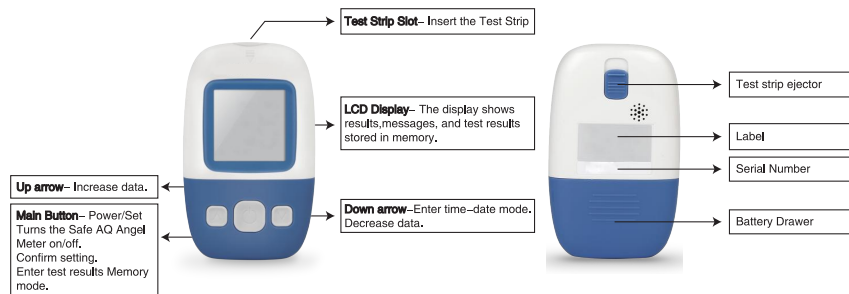 Test Strip Slot– Insert the Test Strip
LCD Display– The display shows
results,messages, and test results
stored in memory.
Up arrow– Increase data.
Main Button– Power/Set
Turns the Safe AQ Angel
Meter on/off.
Confirm setting.
Enter test results Memory
mode.
Down arrow–Enter time–date mode.
Decrease data.
Test strip ejector
Label
Serial Number
Battery Drawer